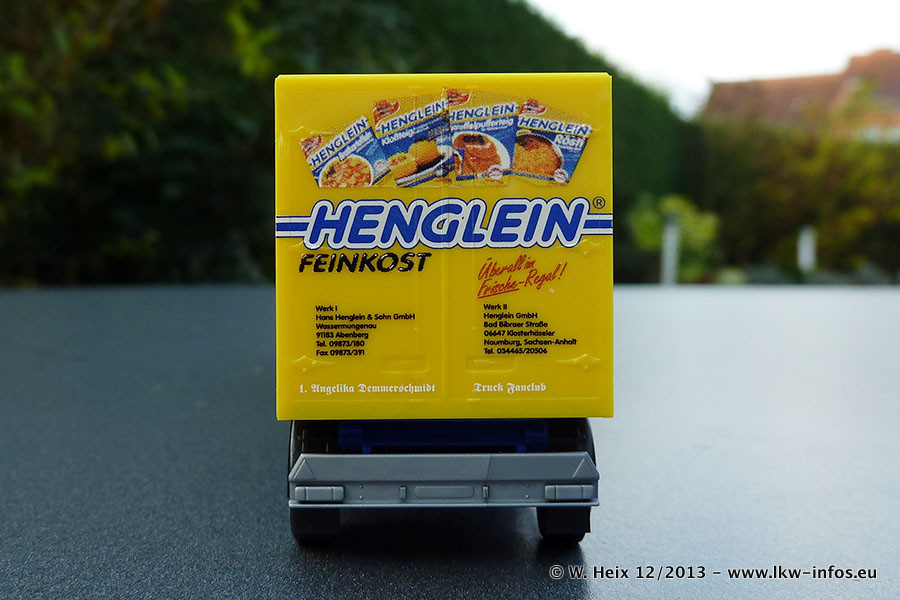 HENGLEIN
HENGLEIN
Kloßteig
HENGLEIN
HENGLEIN
Rösti
HENGLEIN®
FEINKOST
Überall im
Frische-Regal!
Werk I
Hans Henglein & Sohn GmbH
Wassermungenau
91183 Abenberg
Tel. 09873/180
Fax 09873/391
Werk II
Henglein GmbH
Bad Bibraer Straße
06647 Klosterhäseler
Naumburg, Sachsen-Anhalt
Tel. 034465/20506
1. Angelika Demmerschmidt Truck Fanclub
© W. Heix 12/2013 – www.lkw-infos.eu